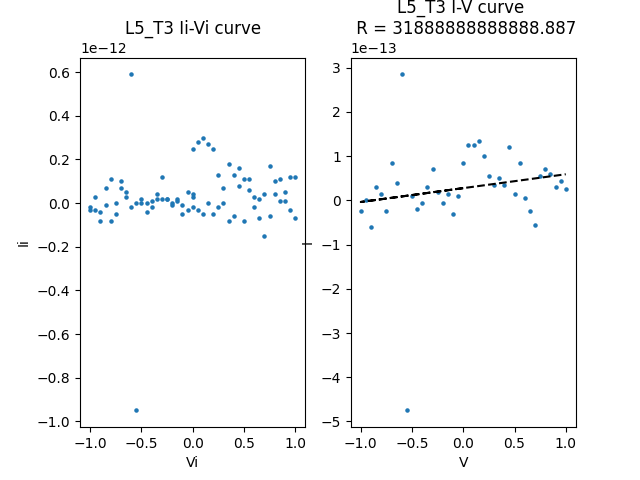 L5_T3 Ii-Vi curve
1e−12
0.6
0.4
0.2
0.0
−0.2
−0.4
−0.6
−0.8
−1.0
Ii
−1.0 −0.5 0.0 0.5 1.0
Vi
L5_T3 I-V curve
R = 31888888888888.887
1e−13
3
2
1
0
−1
−2
−3
−4
−5
I
−1.0 −0.5 0.0 0.5 1.0
V